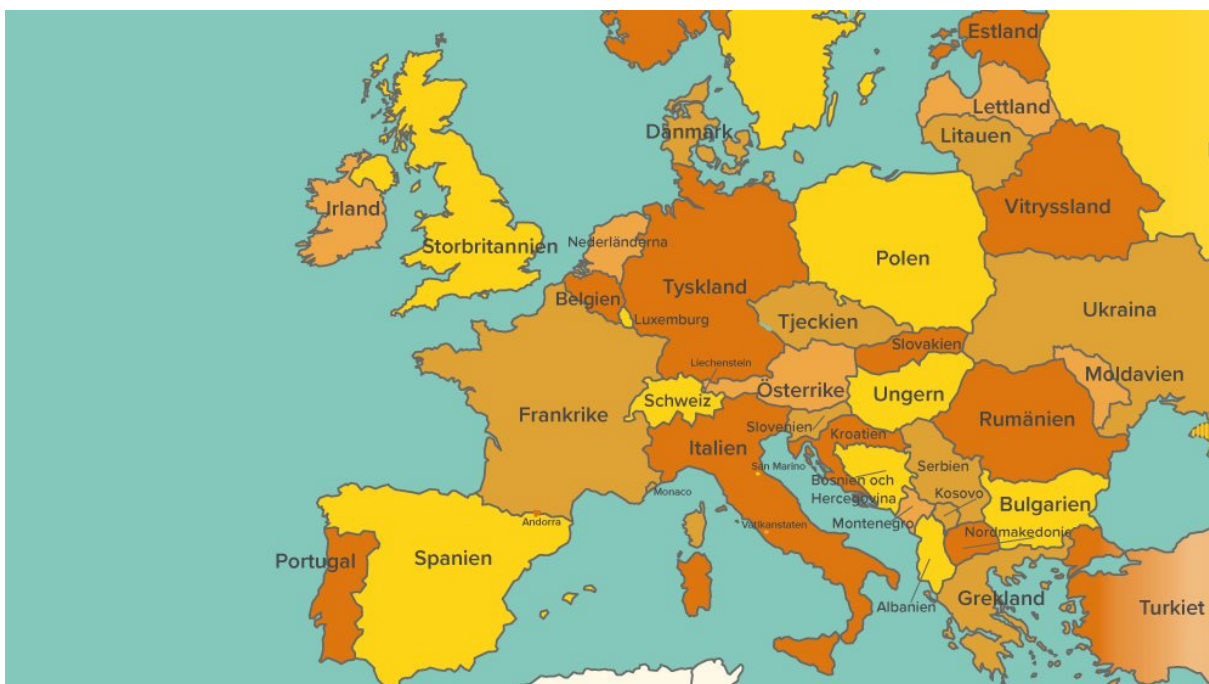 Estland
Lettland
Danmark
Litauen
Irland
Vitryssland
Nederländerna
Storbritannien
Polen
Tyskland
Belgien
Ukraina
Luxemburg
Tjeckien
Slovakien
Liechenstein
Moldavien
Österrike
Ungern
Schweiz
Frankrike
Rumänien
Slovenien
Kroatien
Italien
San Marino
Serbien
Bosnien och
Hercegovina
Monaco
Kosovo
Bulgarien
Andorra
Vatikanstaten
Montenegro
Nordmakedonie
Portugal
Spanien
Grekland
Albanien
Turkiet